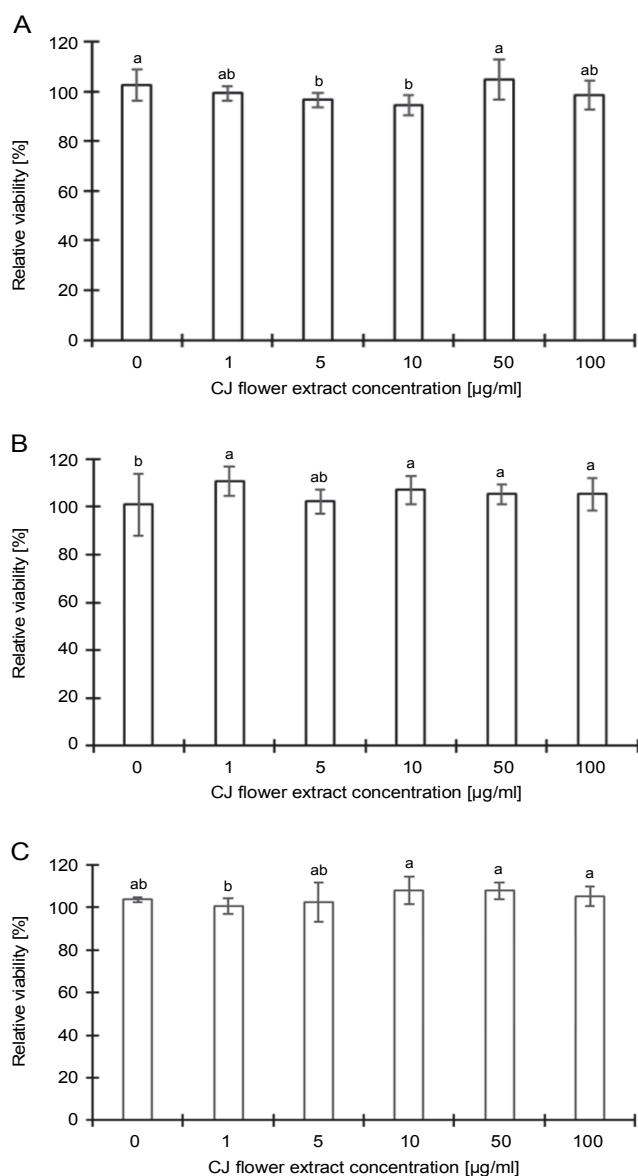 A
120
100
80
60
40
20
0
Relative viability [%]
a ab b b a ab
0 1 5 10 50 100
CJ flower extract concentration [µg/ml]
B
120
100
80
60
40
20
0
Relative viability [%]
b a ab a a a
0 1 5 10 50 100
CJ flower extract concentration [µg/ml]
C
120
100
80
60
40
20
0
Relative viability [%]
ab b ab a a a
0 1 5 10 50 100
CJ flower extract concentration [µg/ml]